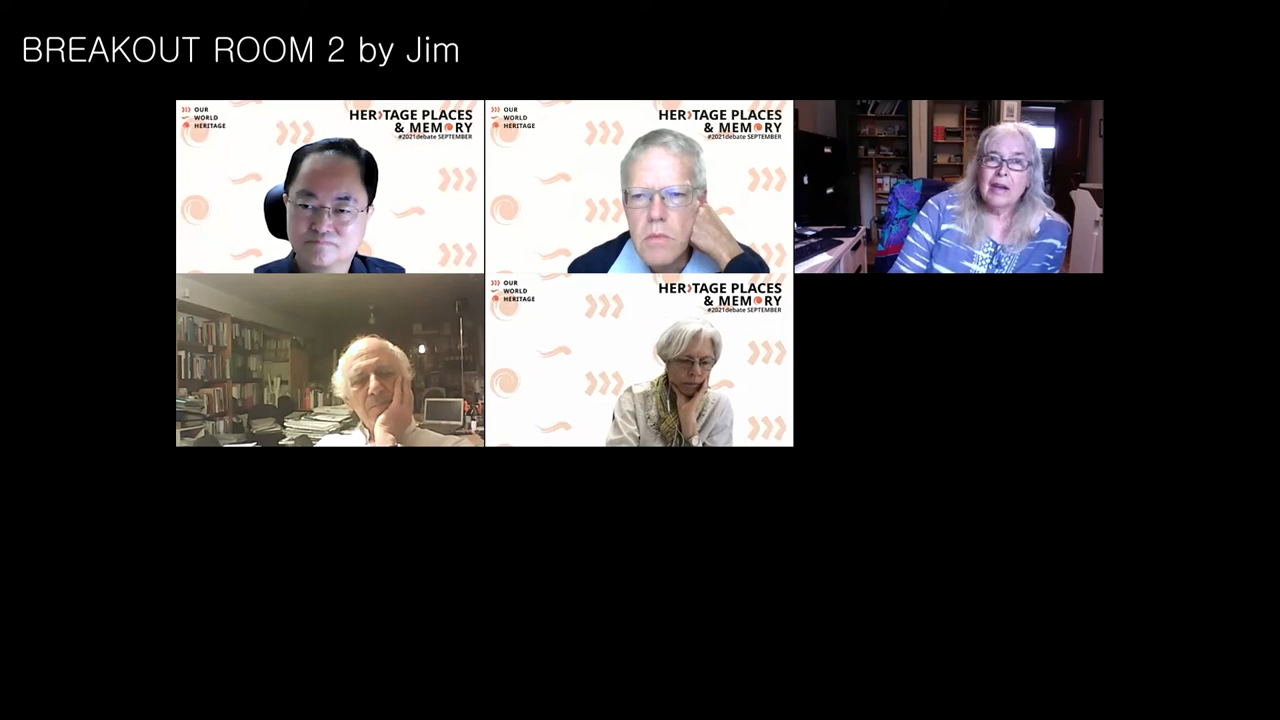 BREAKOUT ROOM 2 by Jim
OUR
WORLD
HERITAGE
HERITAGE PLACES
& MEMORY
#2021debate SEPTEMBER
OUR
WORLD
HERITAGE
HERITAGE PLACES
& MEMORY
#2021debate SEPTEMBER
OUR
WORLD
HERITAGE
HERITAGE PLACES
& MEMORY
#2021debate SEPTEMBER